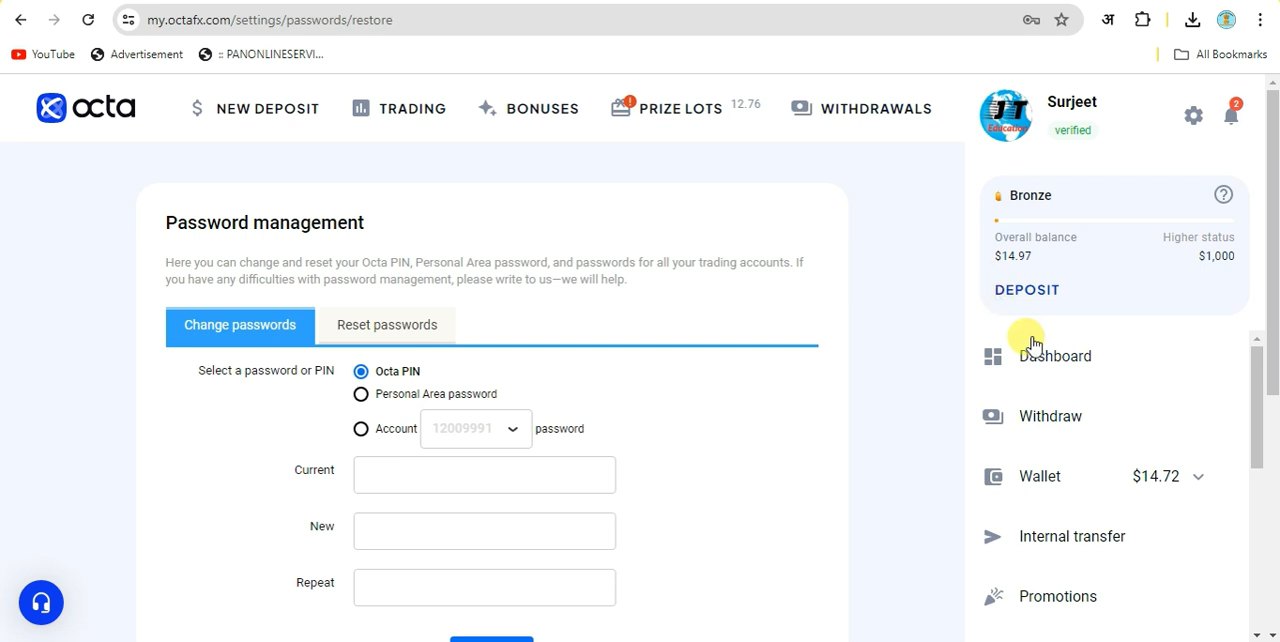 my.octafx.com/settings/passwords/restore
अ
YouTube
Advertisement
:: PANONLINESERVI...
All Bookmarks
octa
NEW DEPOSIT
TRADING
BONUSES
PRIZE LOTS 12.76
WITHDRAWALS
JT
Education
Surjeet
verified
2
Password management
Here you can change and reset your Octa PIN, Personal Area password, and passwords for all your trading accounts. If
you have any difficulties with password management, please write to us—we will help.
Change passwords
Reset passwords
Select a password or PIN
Octa PIN
Personal Area password
Account 12009991 password
Current
New
Repeat
Bronze
Overall balance
Higher status
$14.97
$1,000
DEPOSIT
Dashboard
Withdraw
Wallet $14.72
Internal transfer
Promotions